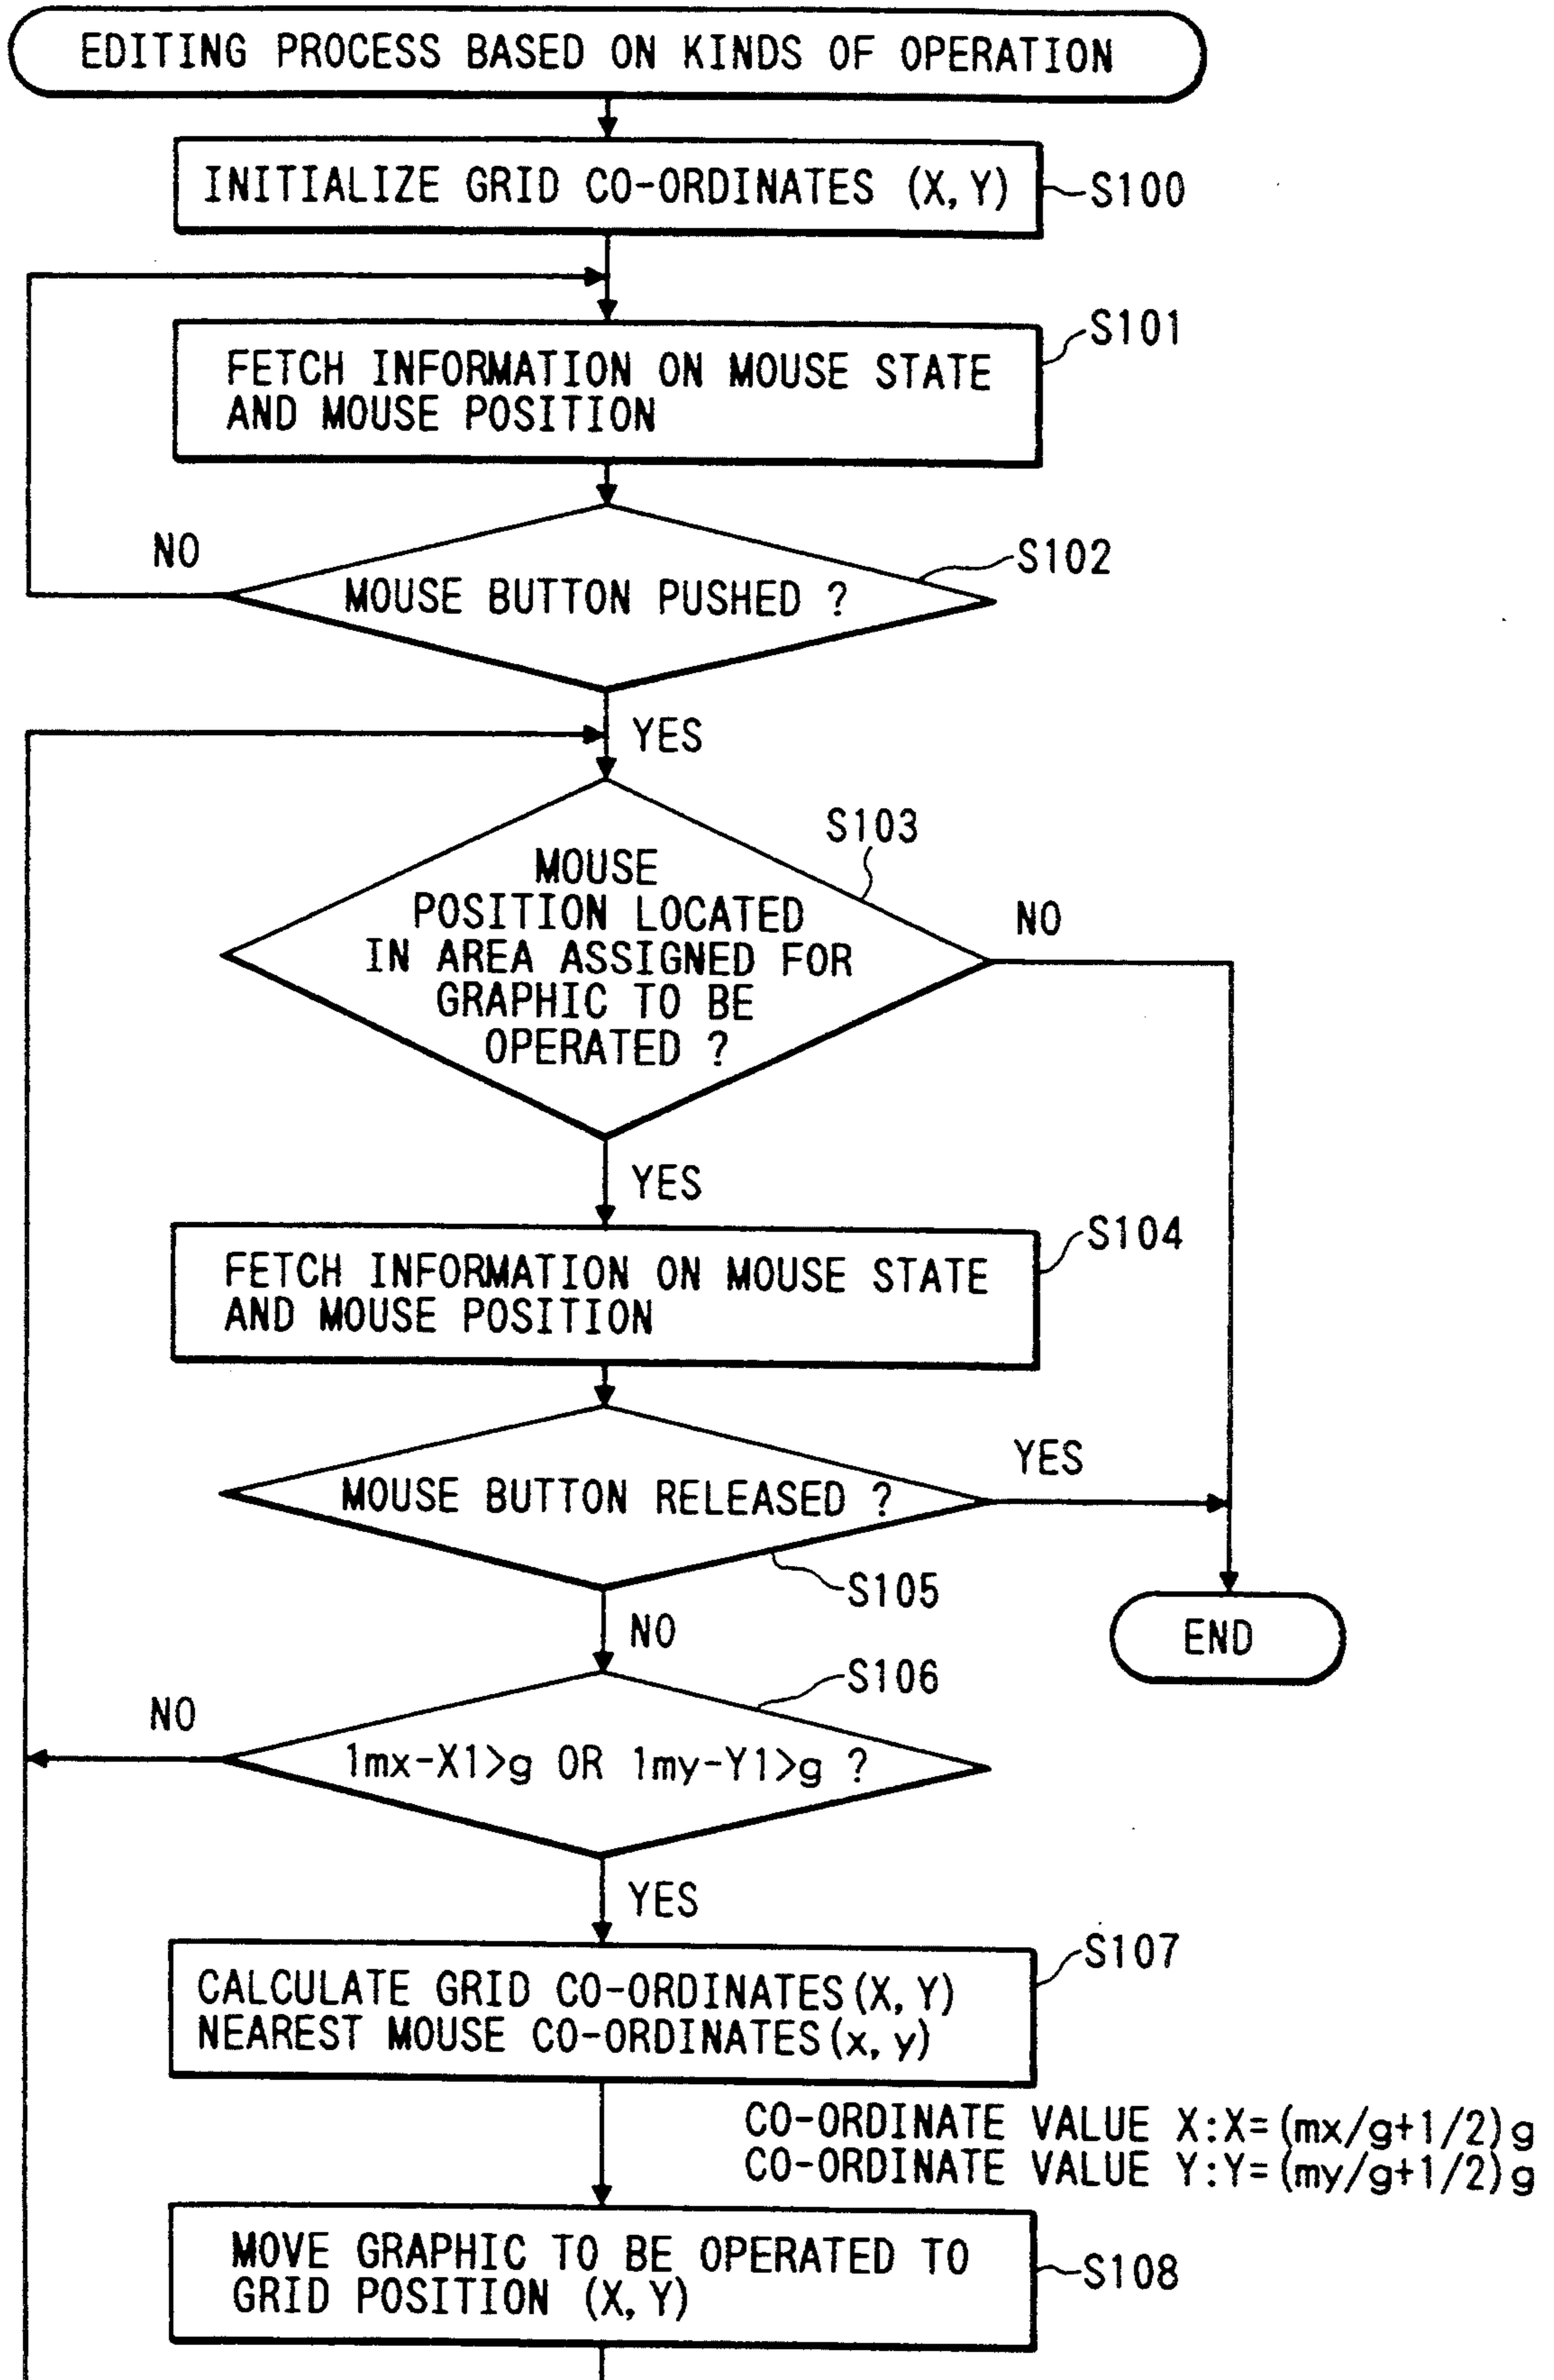 EDITING PROCESS BASED ON KINDS OF OPERATION
INITIALIZE GRID CO-ORDINATES (X, Y)
S100
S101
FETCH INFORMATION ON MOUSE STATE
AND MOUSE POSITION
NO
S102
MOUSE BUTTON PUSHED ?
YES
S103
MOUSE
POSITION LOCATED
IN AREA ASSIGNED FOR
GRAPHIC TO BE
OPERATED ?
NO
YES
S104
FETCH INFORMATION ON MOUSE STATE
AND MOUSE POSITION
YES
MOUSE BUTTON RELEASED ?
S105
NO
END
S106
NO
1mx-X1>g OR 1my-Y1>g ?
YES
S107
CALCULATE GRID CO-ORDINATES(X, Y)
NEAREST MOUSE CO-ORDINATES(x, y)
CO-ORDINATE VALUE X:X=(mx/g+1/2)g
CO-ORDINATE VALUE Y:Y=(my/g+1/2)g
MOVE GRAPHIC TO BE OPERATED TO
GRID POSITION (X, Y)
S108